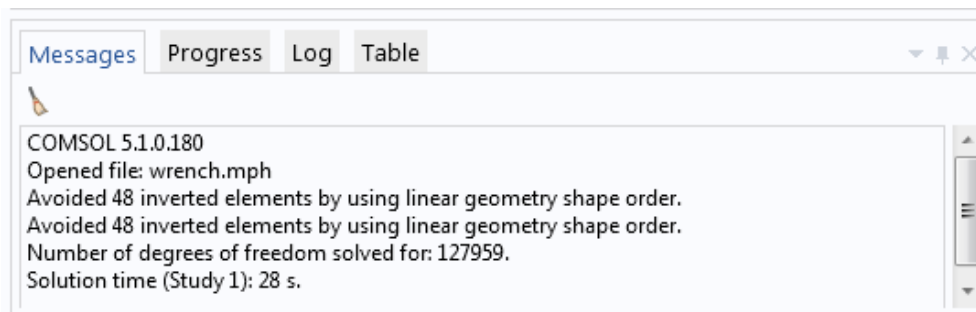 Messages Progress Log Table
COMSOL 5.1.0.180
Opened file: wrench.mph
Avoided 48 inverted elements by using linear geometry shape order.
Avoided 48 inverted elements by using linear geometry shape order.
Number of degrees of freedom solved for: 127959.
Solution time (Study 1): 28 s.